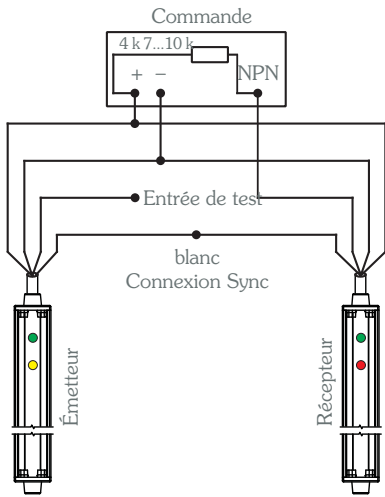 Commande
4 k 7...10 k
+ − NPN
Entrée de test
blanc
Connexion Sync
Émetteur
Récepteur